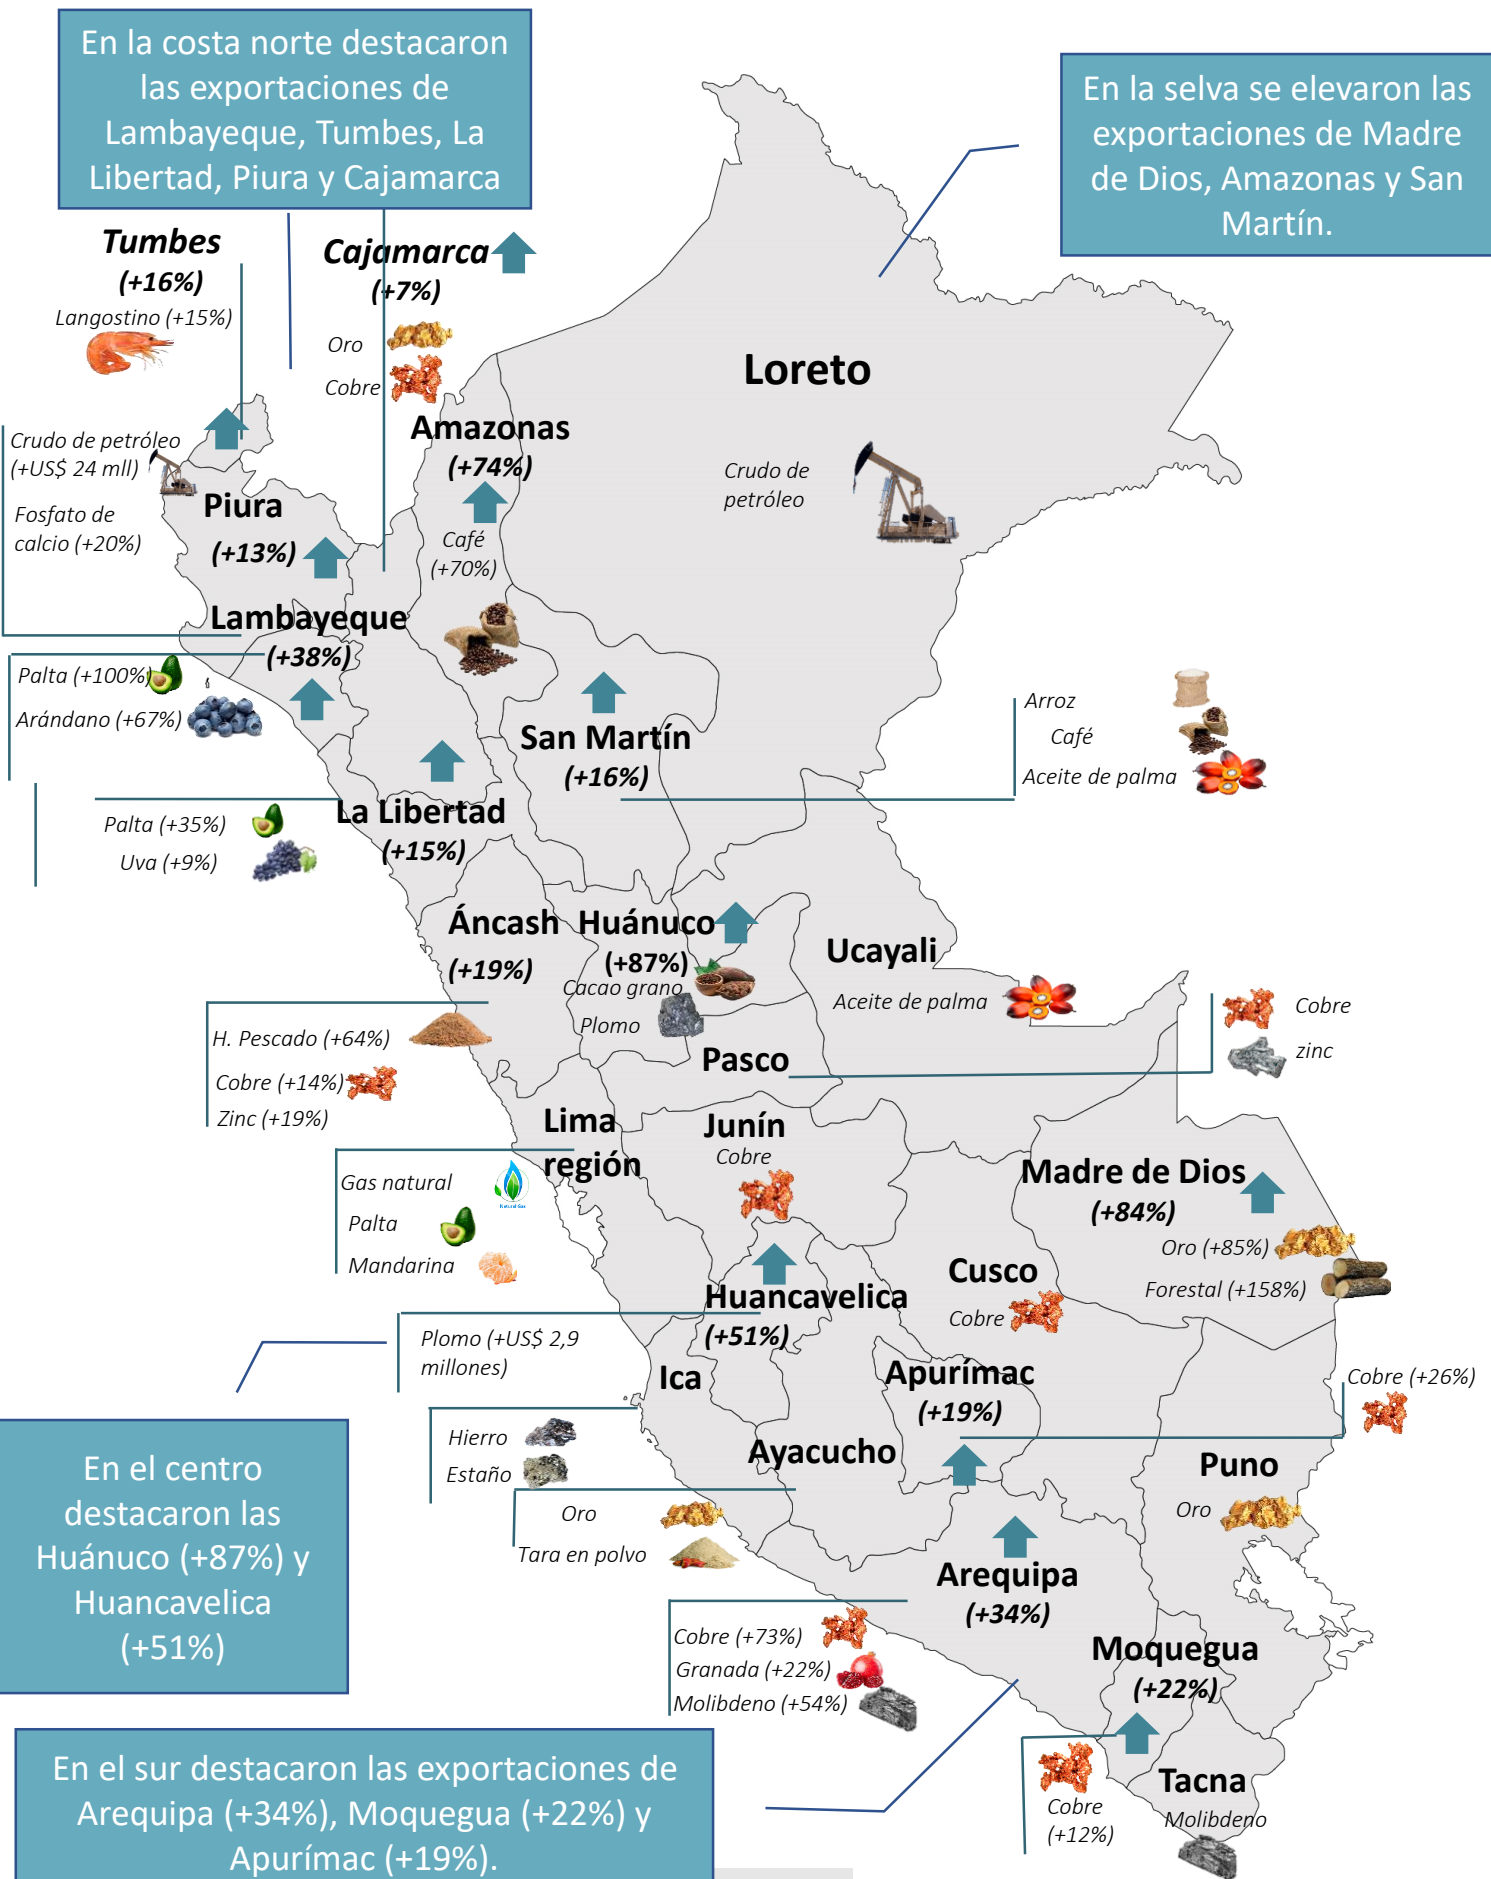 En la costa norte destacaron
las exportaciones de
Lambayeque, Tumbes, La
Libertad, Piura y Cajamarca
En la selva se elevaron las
exportaciones de Madre
de Dios, Amazonas y San
Martín.
Tumbes
(+16%)
Langostino (+15%)
Cajamarca
(+7%)
Oro
Cobre
Loreto
Crudo de
petróleo
Amazonas
(+74%)
Café
(+70%)
Crudo de petróleo
(+US$ 24 mll)
Fosfato de
calcio (+20%)
Piura
(+13%)
Lambayeque
(+38%)
Palta (+100%)
Arándano (+67%)
San Martín
(+16%)
Arroz
Café
Aceite de palma
La Libertad
(+15%)
Palta (+35%)
Uva (+9%)
Áncash
(+19%)
H. Pescado (+64%)
Cobre (+14%)
Zinc (+19%)
Huánuco
(+87%)
Cacao grano
Plomo
Ucayali
Aceite de palma
Pasco
Cobre
zinc
Lima
región
Gas natural
Natural Gas
Palta
Mandarina
Junín
Cobre
Madre de Dios
(+84%)
Oro (+85%)
Forestal (+158%)
Huancavelica
(+51%)
Plomo (+US$ 2,9
millones)
Cusco
Cobre
Ica
Hierro
Estaño
Apurímac
(+19%)
Cobre (+26%)
Ayacucho
Oro
Tara en polvo
Puno
Oro
En el centro
destacaron las
Huánuco (+87%) y
Huancavelica
(+51%)
Arequipa
(+34%)
Cobre (+73%)
Granada (+22%)
Molibdeno (+54%)
Moquegua
(+22%)
Cobre
(+12%)
Tacna
Molibdeno
En el sur destacaron las exportaciones de
Arequipa (+34%), Moquegua (+22%) y
Apurímac (+19%).